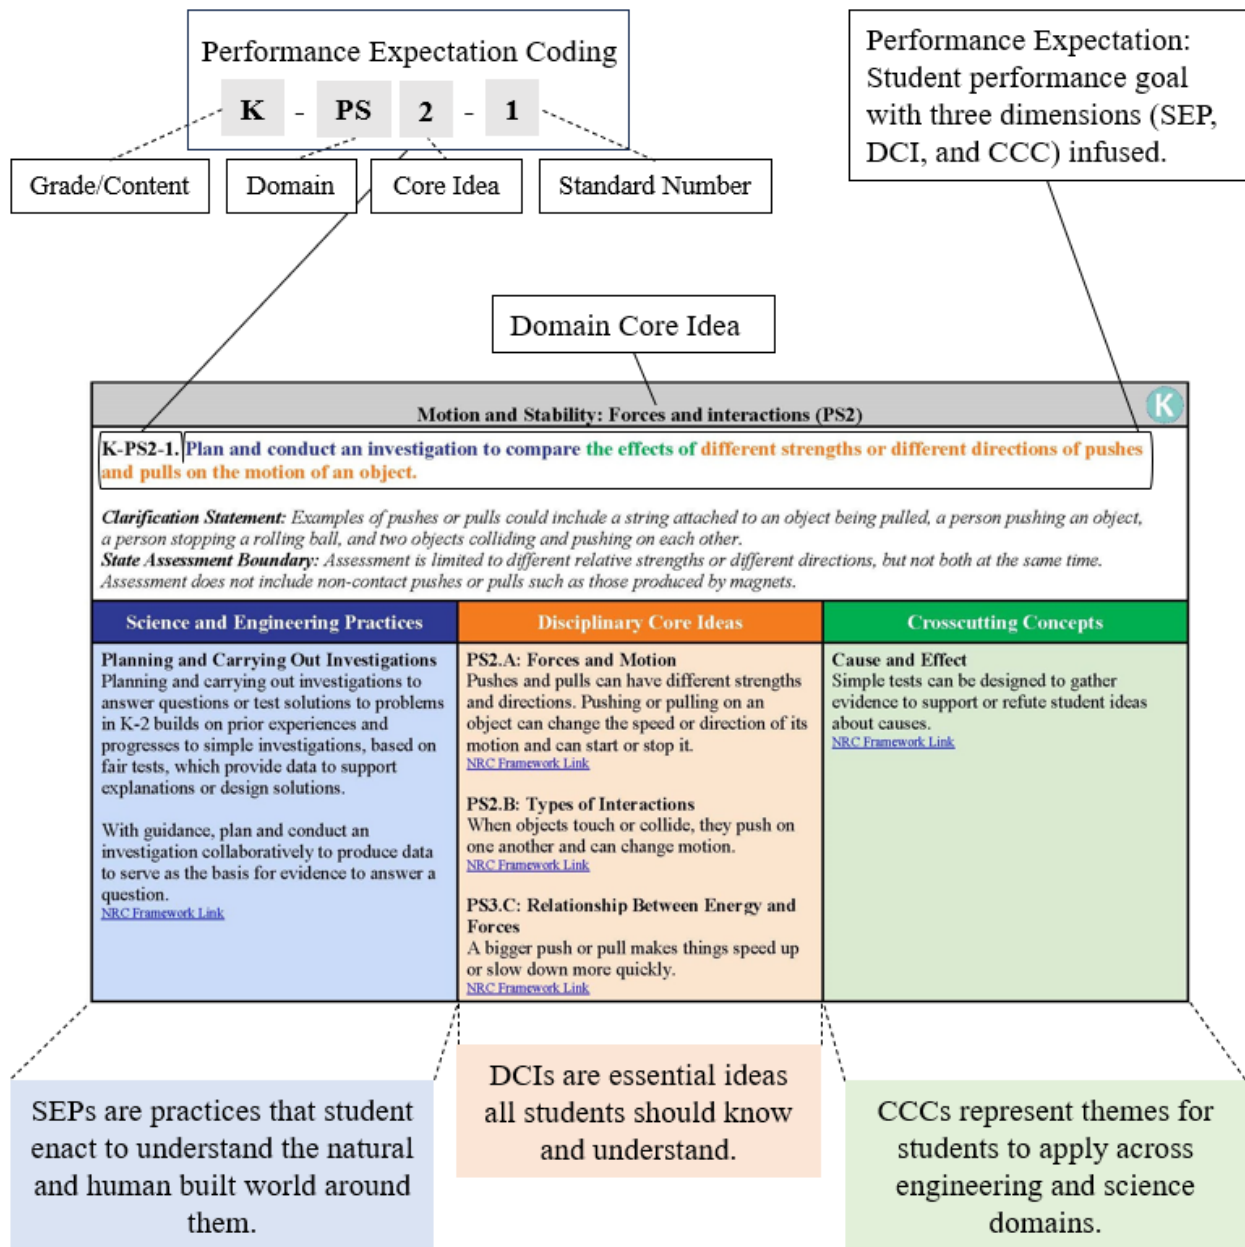 Performance Expectation Coding
K - PS 2 - 1
Grade/Content
Domain
Core Idea
Standard Number
Performance Expectation:
Student performance goal
with three dimensions (SEP,
DCI, and CCC) infused.
Domain Core Idea
Motion and Stability: Forces and interactions (PS2)
K
K-PS2-1. Plan and conduct an investigation to compare the effects of different strengths or different directions of pushes
and pulls on the motion of an object.
Clarification Statement: Examples of pushes or pulls could include a string attached to an object being pulled, a person pushing an object,
a person stopping a rolling ball, and two objects colliding and pushing on each other.
State Assessment Boundary: Assessment is limited to different relative strengths or different directions, but not both at the same time.
Assessment does not include non-contact pushes or pulls such as those produced by magnets.
Science and Engineering Practices
Planning and Carrying Out Investigations
Planning and carrying out investigations to
answer questions or test solutions to problems
in K-2 builds on prior experiences and
progresses to simple investigations, based on
fair tests, which provide data to support
explanations or design solutions.
With guidance, plan and conduct an
investigation collaboratively to produce data
to serve as the basis for evidence to answer a
question.
NRC Framework Link
Disciplinary Core Ideas
PS2.A: Forces and Motion
Pushes and pulls can have different strengths
and directions. Pushing or pulling on an
object can change the speed or direction of its
motion and can start or stop it.
NRC Framework Link
PS2.B: Types of Interactions
When objects touch or collide, they push on
one another and can change motion.
NRC Framework Link
PS3.C: Relationship Between Energy and
Forces
A bigger push or pull makes things speed up
or slow down more quickly.
NRC Framework Link
Crosscutting Concepts
Cause and Effect
Simple tests can be designed to gather
evidence to support or refute student ideas
about causes.
NRC Framework Link
SEPs are practices that student
enact to understand the natural
and human built world around
them.
DCIs are essential ideas
all students should know
and understand.
CCCs represent themes for
students to apply across
engineering and science
domains.